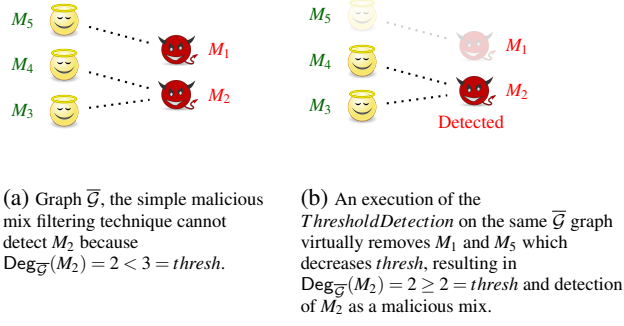 M₅
M₁
M₄
M₂
M₃
(a) Graph G̅, the simple malicious
mix filtering technique cannot
detect M₂ because
Deg_G̅(M₂) = 2 < 3 = thresh.
M₅
M₁
M₄
M₂
M₃
Detected
(b) An execution of the
ThresholdDetection on the same G̅ graph
virtually removes M₁ and M₅ which
decreases thresh, resulting in
Deg_G̅(M₂) = 2 ≥ 2 = thresh and detection
of M₂ as a malicious mix.